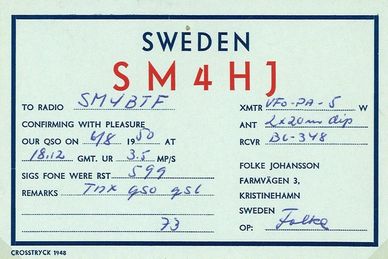 SWEDEN
SM4HJ
TO RADIO SM4BTF
CONFIRMING WITH PLEASURE
OUR QSO ON 4/8 1950 AT
18.12 GMT. UR 3.5 MP/S
SIGS FONE WERE RST 599
REMARKS Tnx qso qsl
73
XMTR VFO-PA-5 W
ANT 2x20m dip
RCVR BC-348
FOLKE JOHANSSON
FARMVÄGEN 3,
KRISTINEHAMN
SWEDEN
OP: Folke
CROSSTRYCK 1948